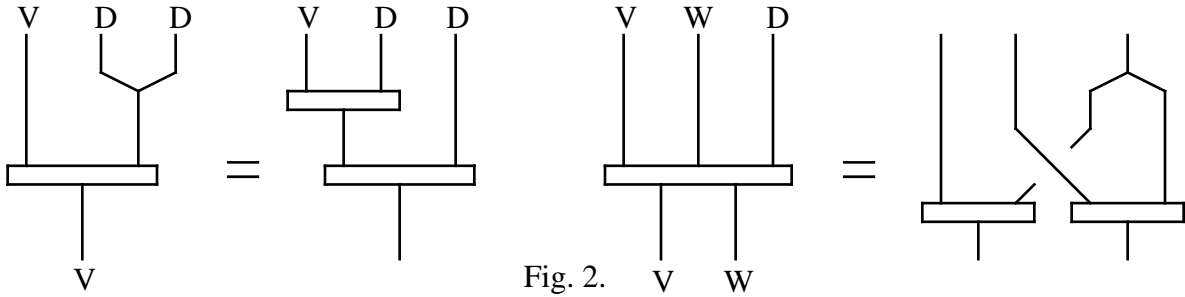 V D D V D D V W D
= =
V Fig. 2. V W